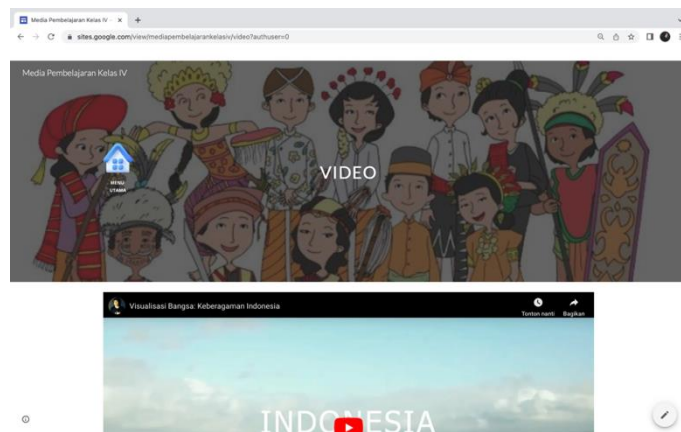 Media Pembelajaran Kelas IV
sites.google.com/view/mediapembelajarankelasiv/video?authuser=0
Media Pembelajaran Kelas IV
MENU
UTAMA
VIDEO
Visualisasi Bangsa: Keberagaman Indonesia
Tonton nanti
Bagikan
INDONESIA